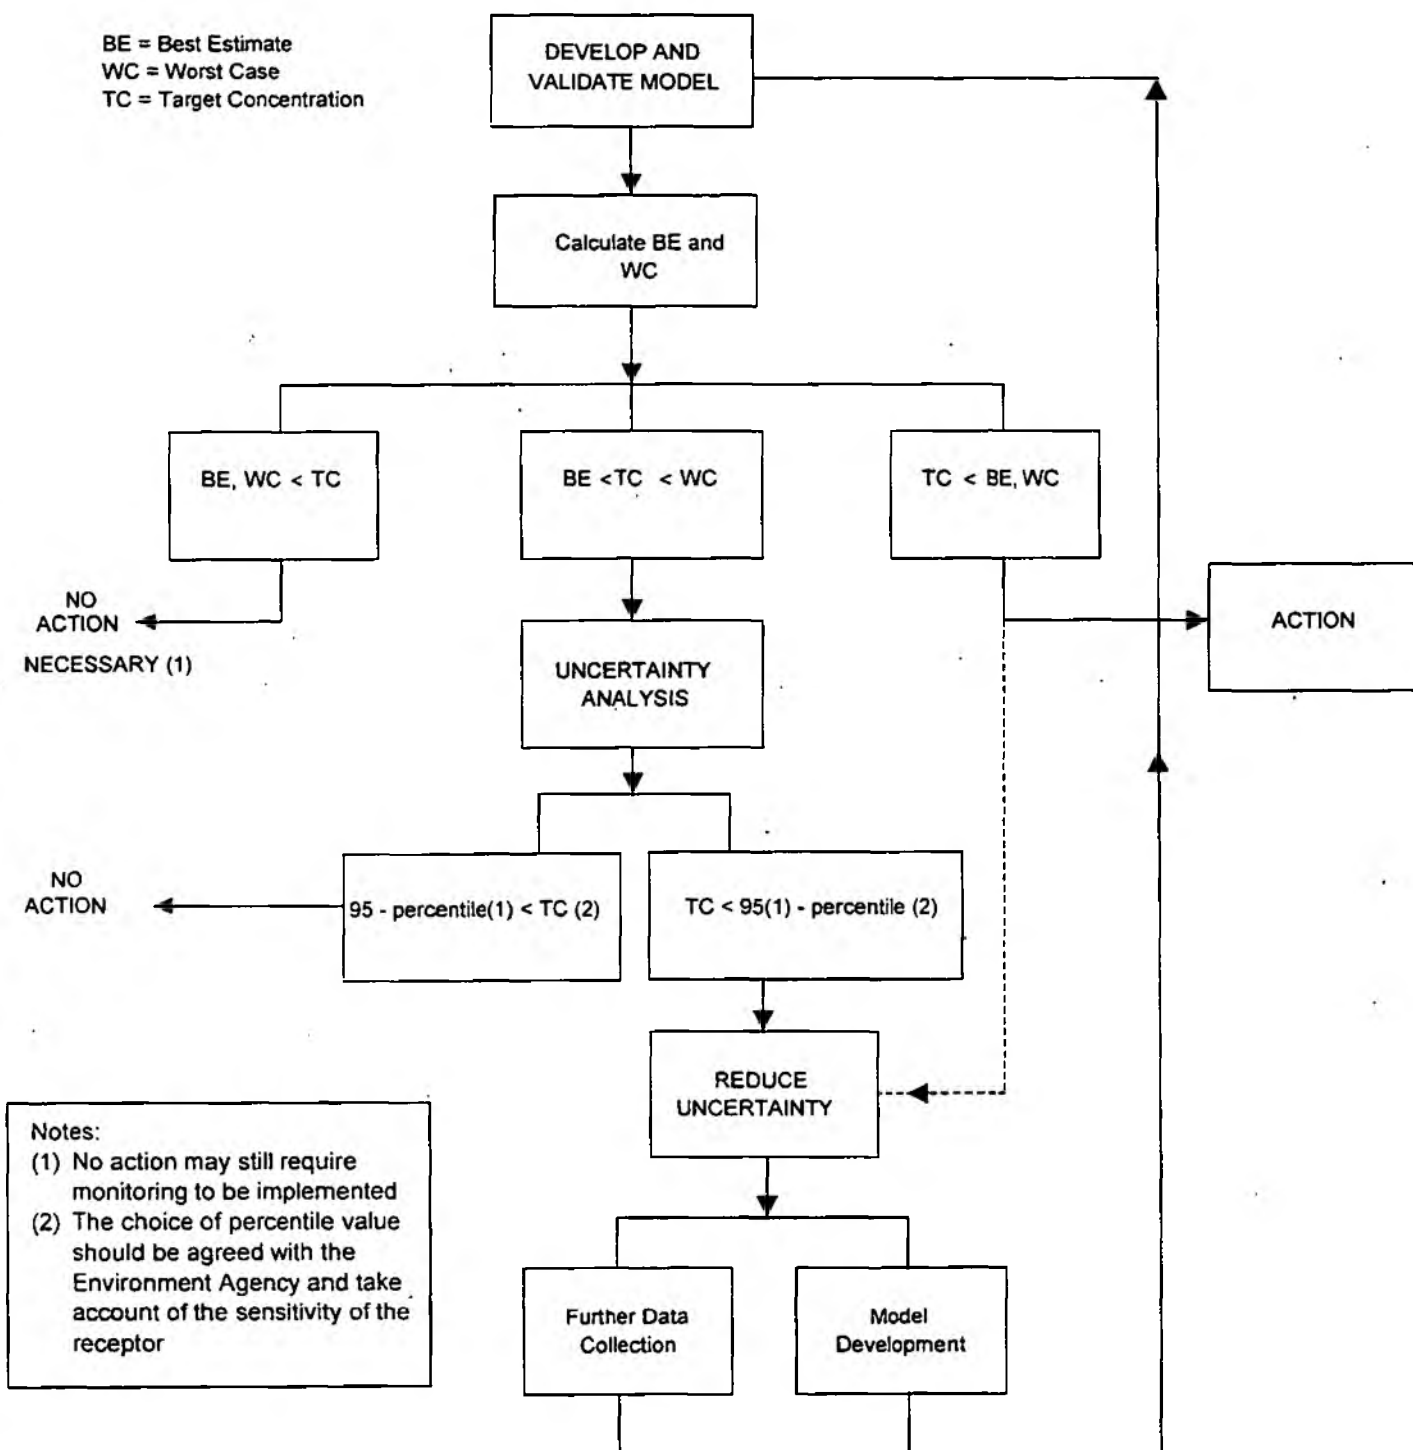 BE = Best Estimate
WC = Worst Case
TC = Target Concentration
DEVELOP AND
VALIDATE MODEL
Calculate BE and
WC
BE, WC < TC
BE <TC < WC
TC < BE, WC
NO
ACTION
NECESSARY (1)
UNCERTAINTY
ANALYSIS
ACTION
NO
ACTION
95 - percentile(1) < TC (2)
TC < 95(1) - percentile (2)
REDUCE
UNCERTAINTY
Notes:
(1) No action may still require
monitoring to be implemented
(2) The choice of percentile value
should be agreed with the
Environment Agency and take
account of the sensitivity of the
receptor
Further Data
Collection
Model
Development